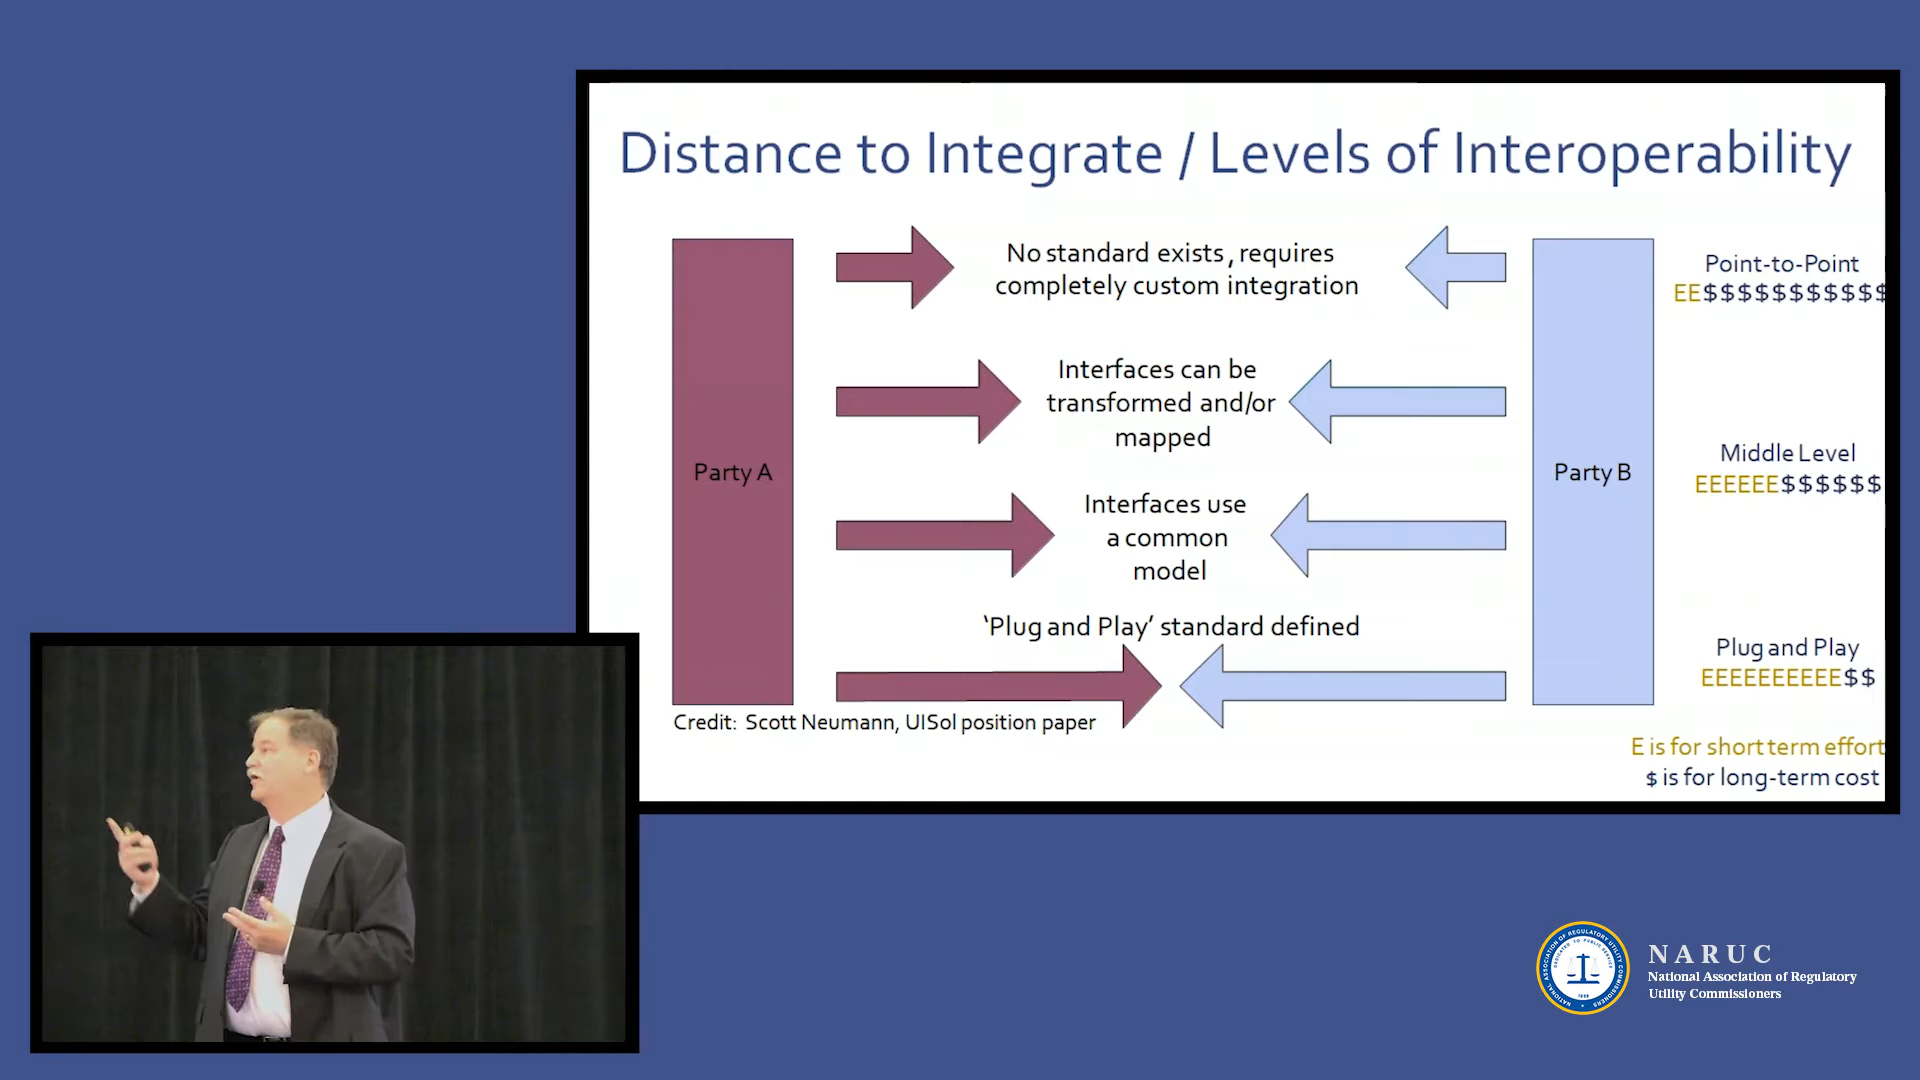 Distance to Integrate / Levels of Interoperability
No standard exists, requires
completely custom integration
Point-to-Point
EE$$$$$$$$$$$
Interfaces can be
transformed and/or
mapped
Party A
Party B
Middle Level
EEEEEE$$$$$$
Interfaces use
a common
model
'Plug and Play' standard defined
Plug and Play
EEEEEEEEEE$$
Credit: Scott Neumann, UISol position paper
E is for short term effort
$ is for long-term cost
NARUC
National Association of Regulatory
Utility Commissioners